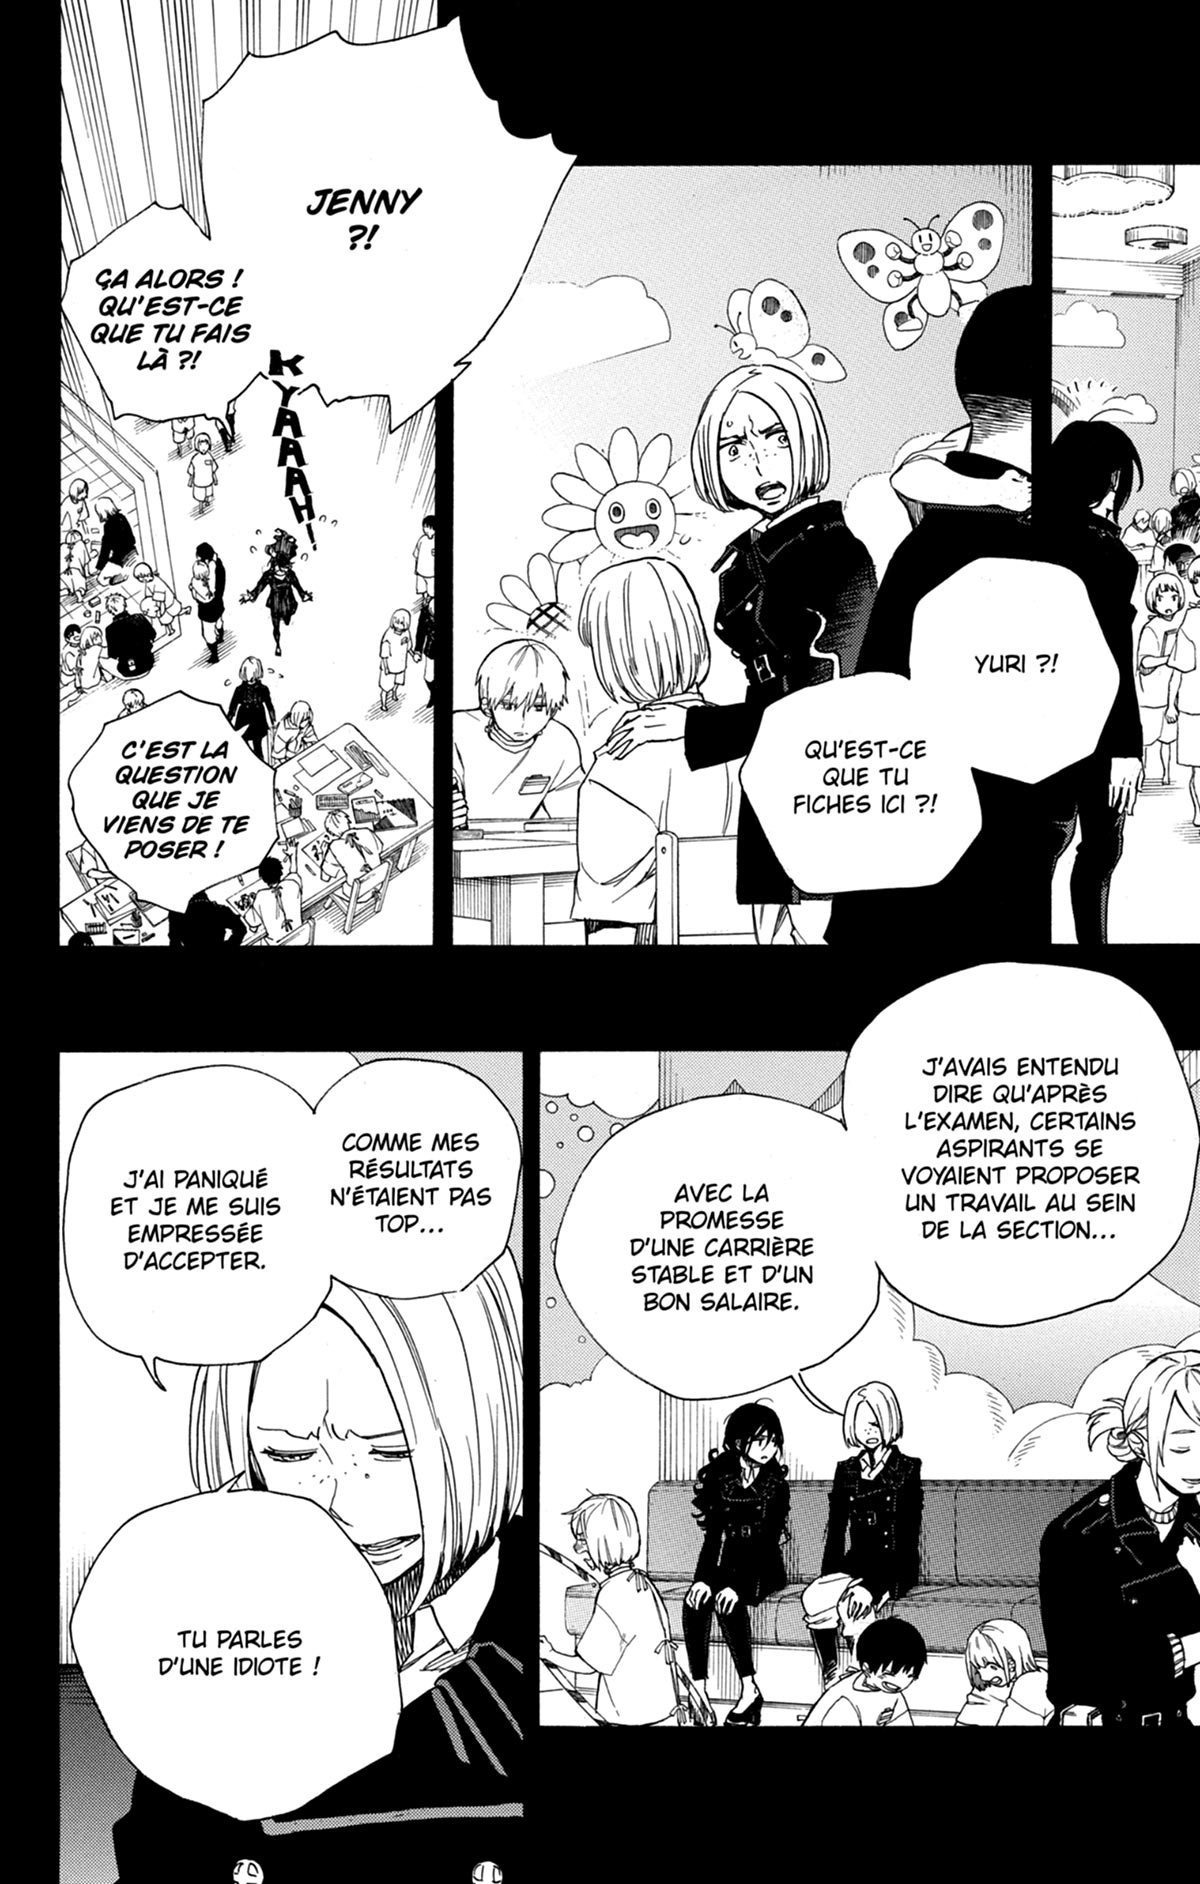 YURI ?!
QU'EST-CE
QUE TU
FICHES ICI ?!
JENNY
?!
ÇA ALORS !
QU'EST-CE
QUE TU FAIS
LÀ ?!
KYAAAH !
C'EST LA
QUESTION
QUE JE
VIENS DE TE
POSER !
J'AVAIS ENTENDU
DIRE QU'APRÈS
L'EXAMEN, CERTAINS
ASPIRANTS SE
VOYAIENT PROPOSER
UN TRAVAIL AU SEIN
DE LA SECTION...
AVEC LA
PROMESSE
D'UNE CARRIÈRE
STABLE ET D'UN
BON SALAIRE.
COMME MES
RÉSULTATS
N'ÉTAIENT PAS
TOP...
J'AI PANIQUÉ
ET JE ME SUIS
EMPRESSÉE
D'ACCEPTER.
TU PARLES
D'UNE IDIOTE !